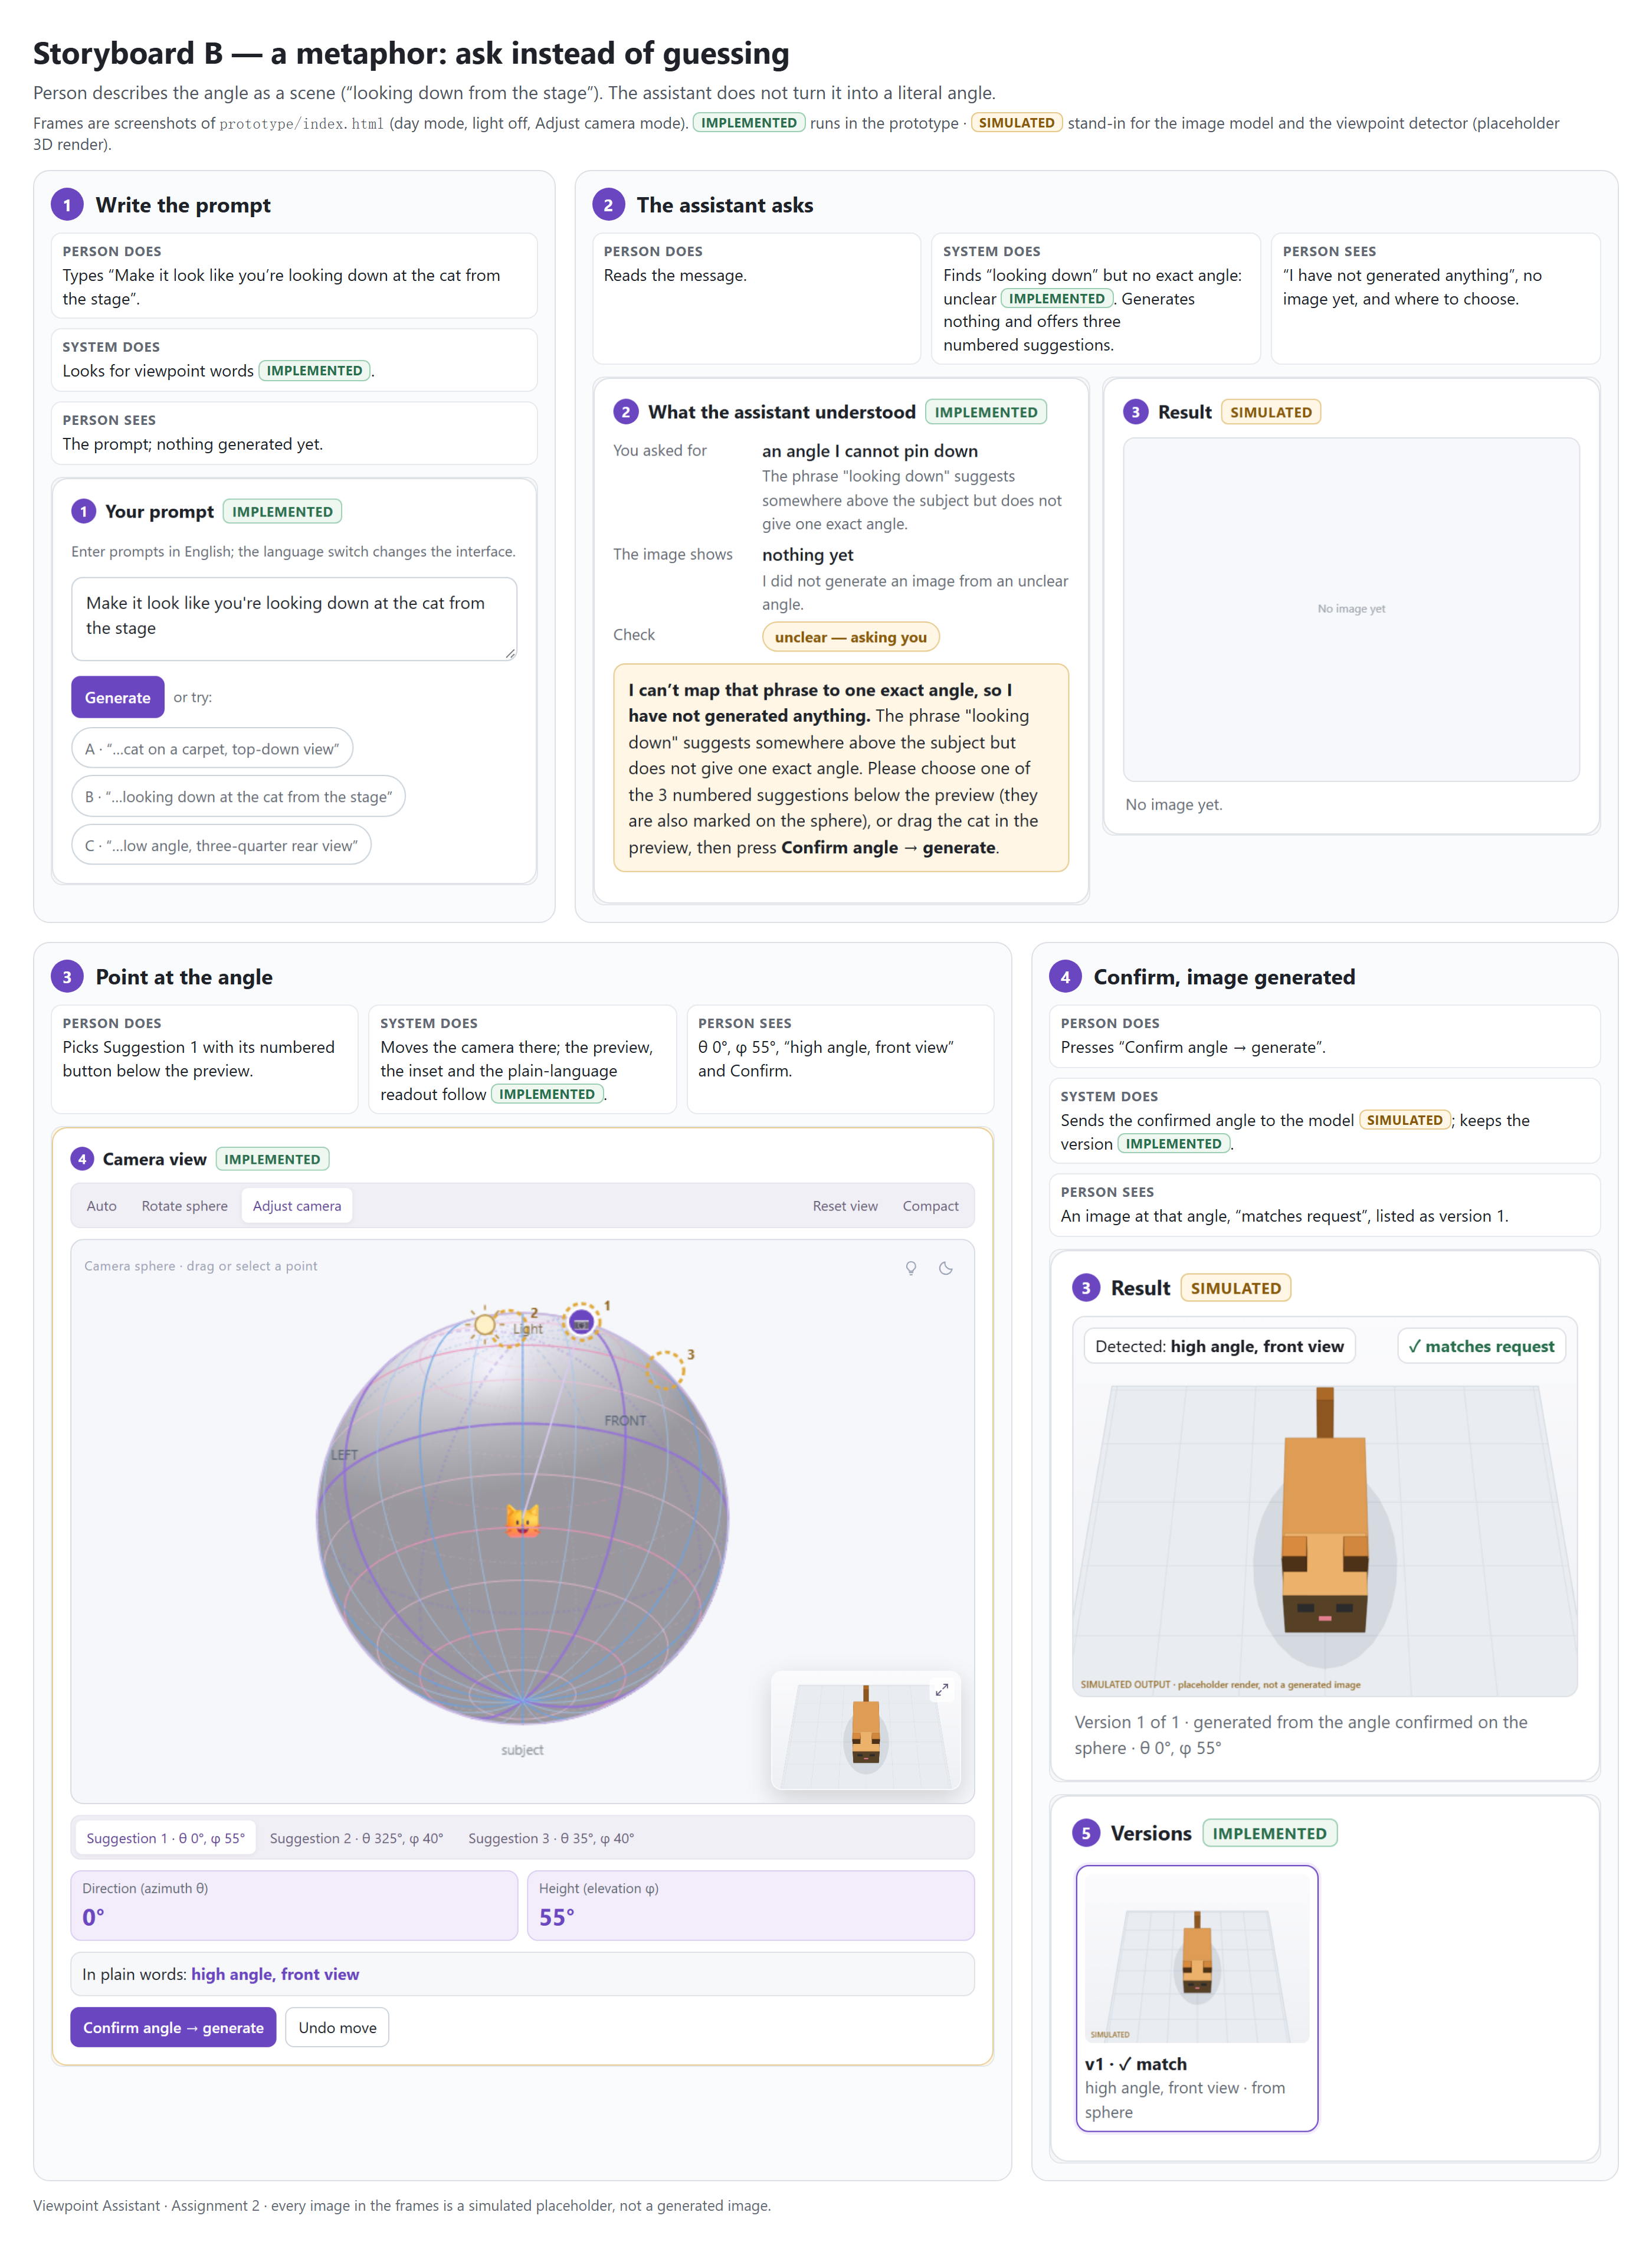 Storyboard B — a metaphor: ask instead of guessing
Person describes the angle as a scene (“looking down from the stage”). The assistant does not turn it into a literal angle.
Frames are screenshots of prototype/index.html (day mode, light off, Adjust camera mode). IMPLEMENTED runs in the prototype · SIMULATED stand-in for the image model and the viewpoint detector (placeholder
3D render).
1 Write the prompt
PERSON DOES
Types “Make it look like you’re looking down at the cat from
the stage”.
SYSTEM DOES
Looks for viewpoint words IMPLEMENTED.
PERSON SEES
The prompt; nothing generated yet.
1 Your prompt IMPLEMENTED
Enter prompts in English; the language switch changes the interface.
Make it look like you're looking down at the cat from
the stage
Generate or try:
A · “…cat on a carpet, top-down view”
B · “…looking down at the cat from the stage”
C · “…low angle, three-quarter rear view”
2 The assistant asks
PERSON DOES
Reads the message.
SYSTEM DOES
Finds “looking down” but no exact angle:
unclear IMPLEMENTED. Generates
nothing and offers three
numbered suggestions.
PERSON SEES
“I have not generated anything”, no
image yet, and where to choose.
2 What the assistant understood IMPLEMENTED
You asked for an angle I cannot pin down
The phrase "looking down" suggests
somewhere above the subject but does not
give one exact angle.
The image shows nothing yet
I did not generate an image from an unclear
angle.
Check unclear — asking you
I can’t map that phrase to one exact angle, so I
have not generated anything. The phrase "looking
down" suggests somewhere above the subject but
does not give one exact angle. Please choose one of
the 3 numbered suggestions below the preview (they
are also marked on the sphere), or drag the cat in the
preview, then press Confirm angle → generate.
3 Result SIMULATED
No image yet
No image yet.
3 Point at the angle
PERSON DOES
Picks Suggestion 1 with its numbered
button below the preview.
SYSTEM DOES
Moves the camera there; the preview,
the inset and the plain-language
readout follow IMPLEMENTED.
PERSON SEES
θ 0°, φ 55°, “high angle, front view”
and Confirm.
4 Camera view IMPLEMENTED
Auto Rotate sphere Adjust camera Reset view Compact
Camera sphere · drag or select a point
1
2
Light
3
FRONT
LEFT
subject
Suggestion 1 · θ 0°, φ 55° Suggestion 2 · θ 325°, φ 40° Suggestion 3 · θ 35°, φ 40°
Direction (azimuth θ)
0°
Height (elevation φ)
55°
In plain words: high angle, front view
Confirm angle → generate Undo move
4 Confirm, image generated
PERSON DOES
Presses “Confirm angle → generate”.
SYSTEM DOES
Sends the confirmed angle to the model SIMULATED; keeps the
version IMPLEMENTED.
PERSON SEES
An image at that angle, “matches request”, listed as version 1.
3 Result SIMULATED
Detected: high angle, front view ✓ matches request
SIMULATED OUTPUT · placeholder render, not a generated image
Version 1 of 1 · generated from the angle confirmed on the
sphere · θ 0°, φ 55°
5 Versions IMPLEMENTED
SIMULATED
v1 · ✓ match
high angle, front view · from
sphere
Viewpoint Assistant · Assignment 2 · every image in the frames is a simulated placeholder, not a generated image.